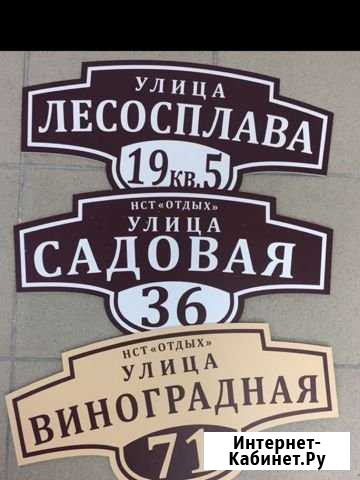 УЛИЦА
ЛЕСОСПЛАВА
19 кв. 5
НСТ «ОТДЫХ»
УЛИЦА
САДОВАЯ
36
НСТ «ОТДЫХ»
УЛИЦА
ВИНОГРАДНАЯ
71
Интернет-
Кабинет.Ру